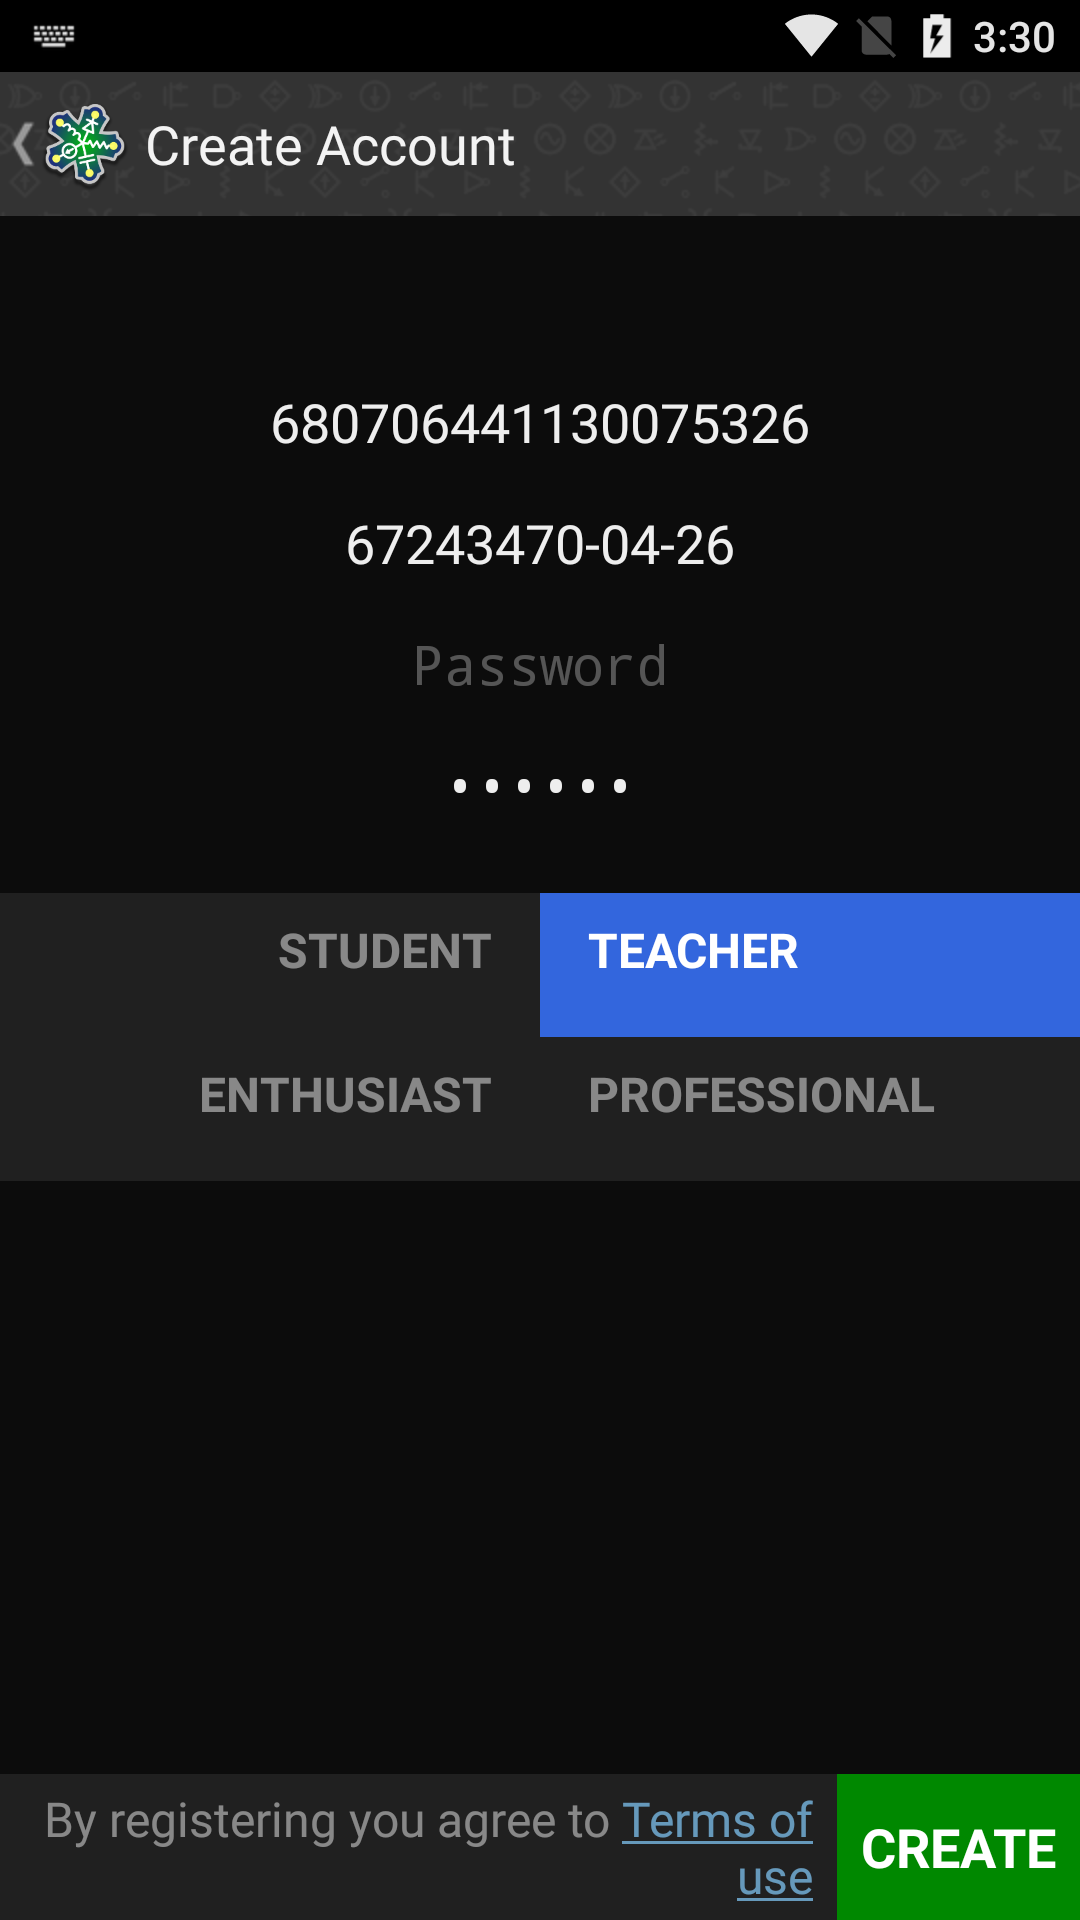 3:30
Create Account
680706441130075326
67243470-04-26
Password
••••••
STUDENT
TEACHER
ENTHUSIAST
PROFESSIONAL
By registering you agree to Terms of
use
CREATE